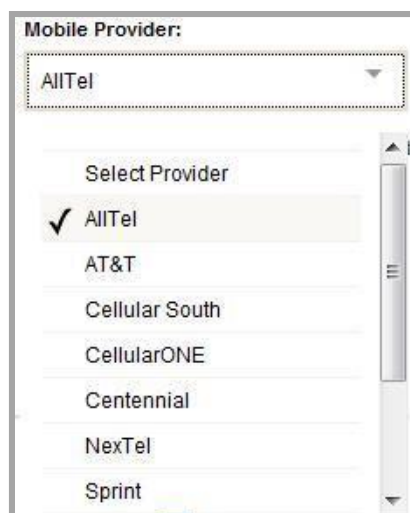 Mobile Provider:
AllTel
Select Provider
AllTel
AT&T
Cellular South
CellularONE
Centennial
NexTel
Sprint